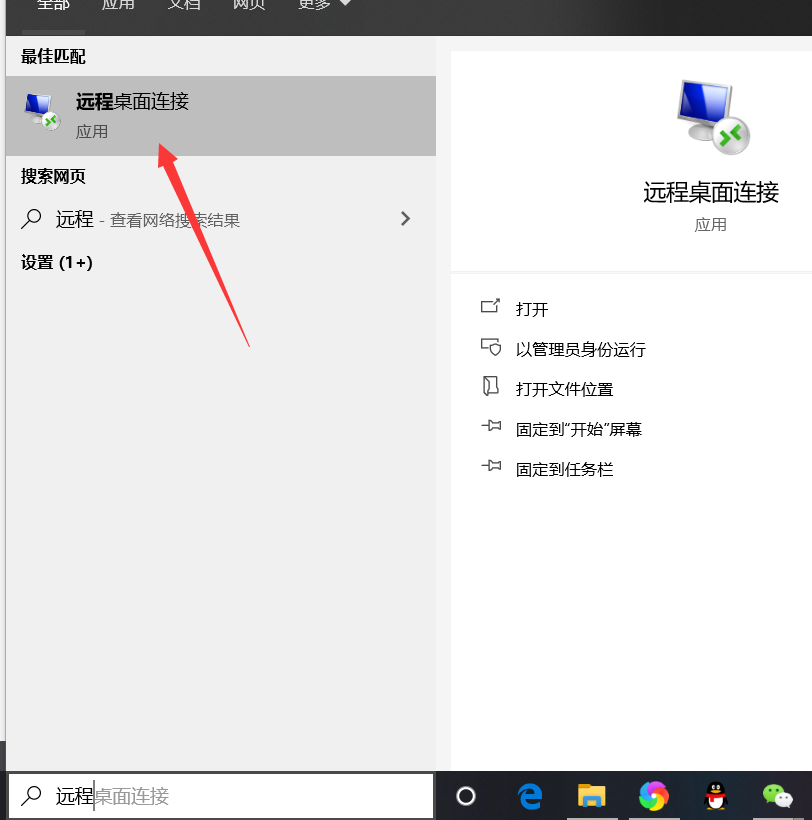 全部 应用 文档 网页 更多
最佳匹配
远程桌面连接
应用
搜索网页
远程 - 查看网络搜索结果
设置 (1+)
远程桌面连接
应用
打开
以管理员身份运行
打开文件位置
固定到“开始”屏幕
固定到任务栏
远程桌面连接